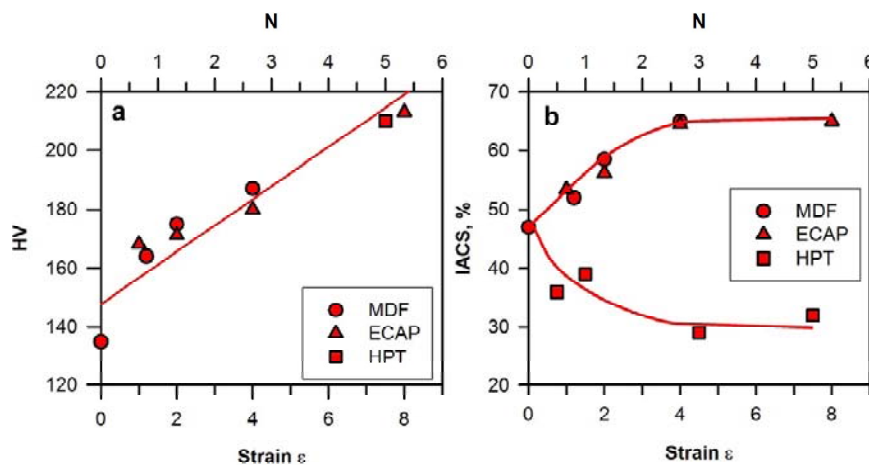 N
0 1 2 3 4 5 6
220
200
180
160
140
120
HV
a
MDF
ECAP
HPT
0 2 4 6 8
Strain ε
N
0 1 2 3 4 5 6
70
60
50
40
30
20
IACS, %
b
MDF
ECAP
HPT
0 2 4 6 8
Strain ε